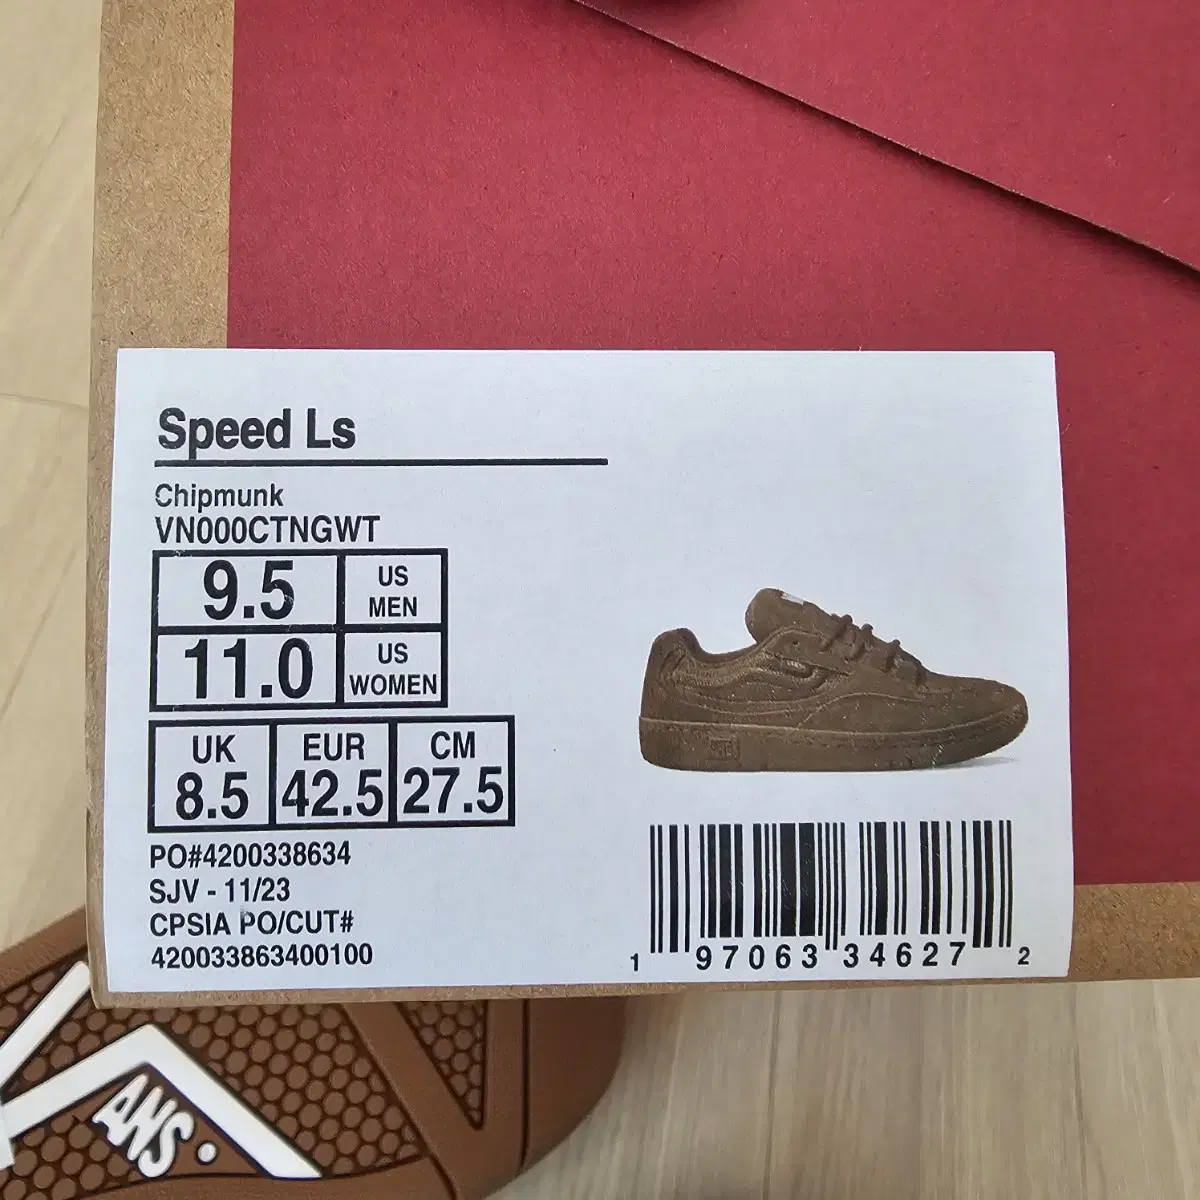 Speed Ls
Chipmunk
VN000CTNGWT
9.5 US MEN
11.0 US WOMEN
UK EUR CM
8.5 42.5 27.5
PO#4200338634
SJV - 11/23
CPSIA PO/CUT#
420033863400100
1 97063 34627 2
VANS